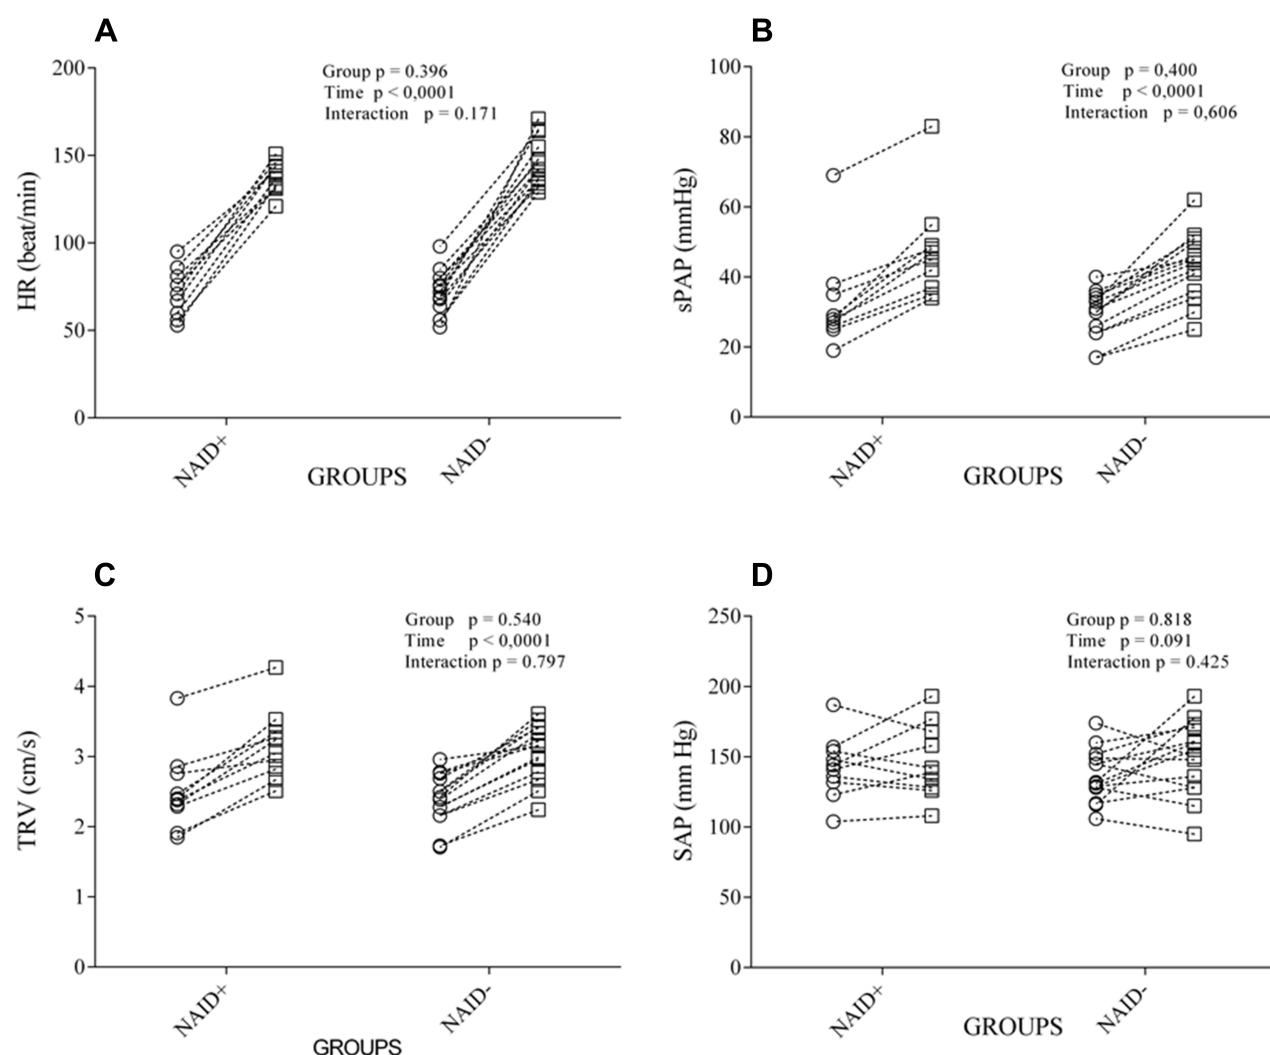 A
HR (beat/min)
200
150
100
50
0
Group p = 0.396
Time p < 0,0001
Interaction p = 0.171
NAID+
NAID-
GROUPS
B
sPAP (mmHg)
100
80
60
40
20
0
Group p = 0,400
Time p < 0,0001
Interaction p = 0,606
NAID+
NAID-
GROUPS
C
TRV (cm/s)
5
4
3
2
1
0
Group p = 0.540
Time p < 0,0001
Interaction p = 0.797
NAID+
NAID-
GROUPS
D
SAP (mm Hg)
250
200
150
100
50
0
Group p = 0.818
Time p = 0.091
Interaction p = 0.425
NAID+
NAID-
GROUPS